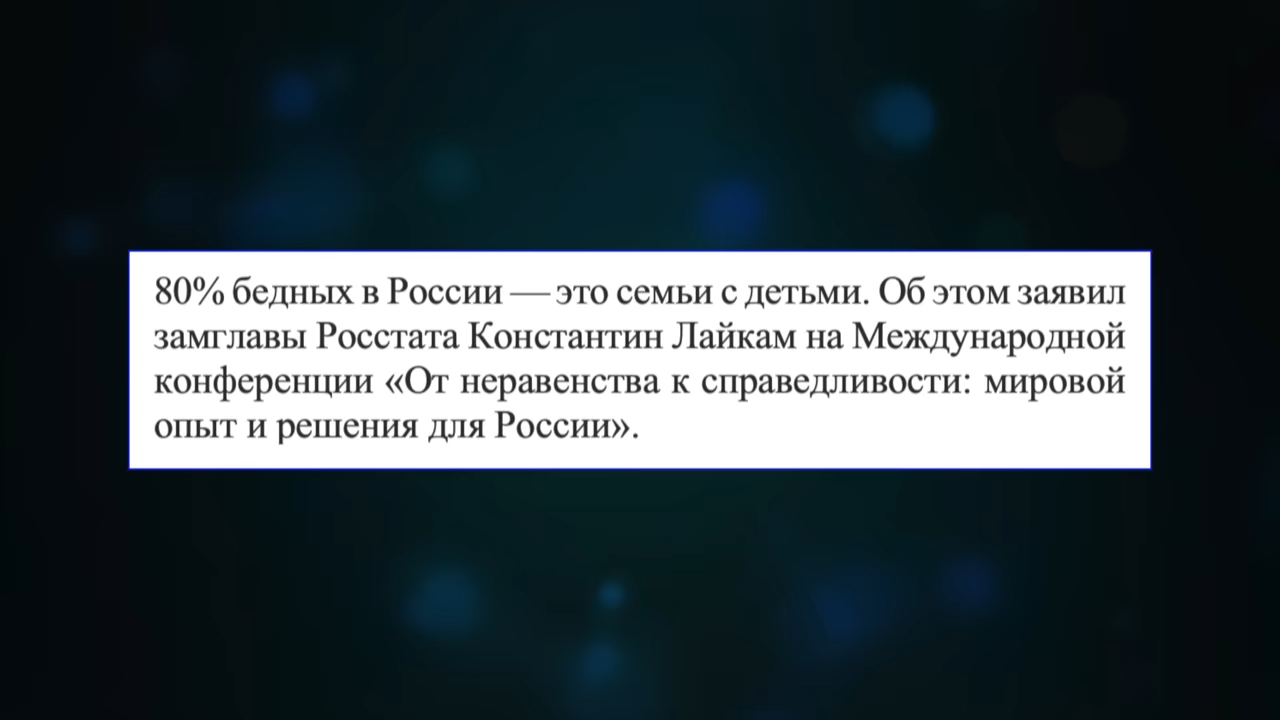 80% бедных в России — это семьи с детьми. Об этом заявил
замглавы Росстата Константин Лайкам на Международной
конференции «От неравенства к справедливости: мировой
опыт и решения для России».